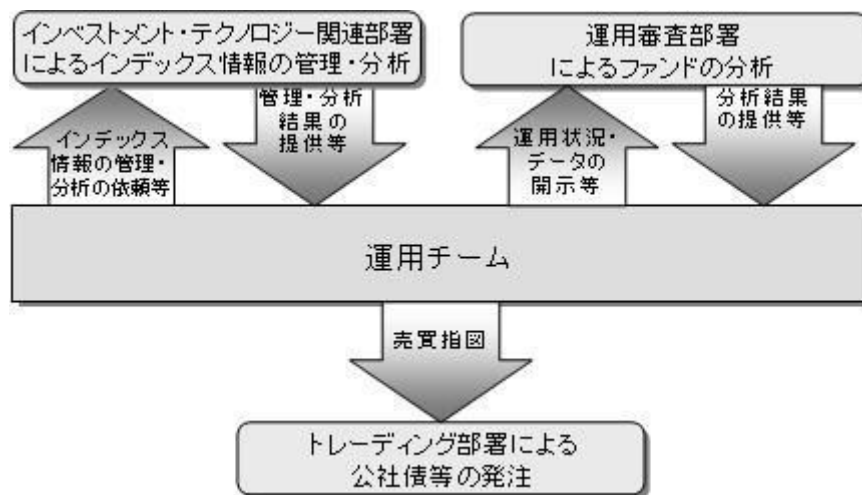 インベストメント・テクノロジー関連部署
によるインデックス情報の管理・分析
運用審査部署
によるファンドの分析
インデックス
情報の管理・
分析の依頼等
管理・分析
結果の
提供等
運用状況・
データの
開示等
分析結果
の提供等
運用チーム
売買指図
トレーディング部署による
公社債等の発注